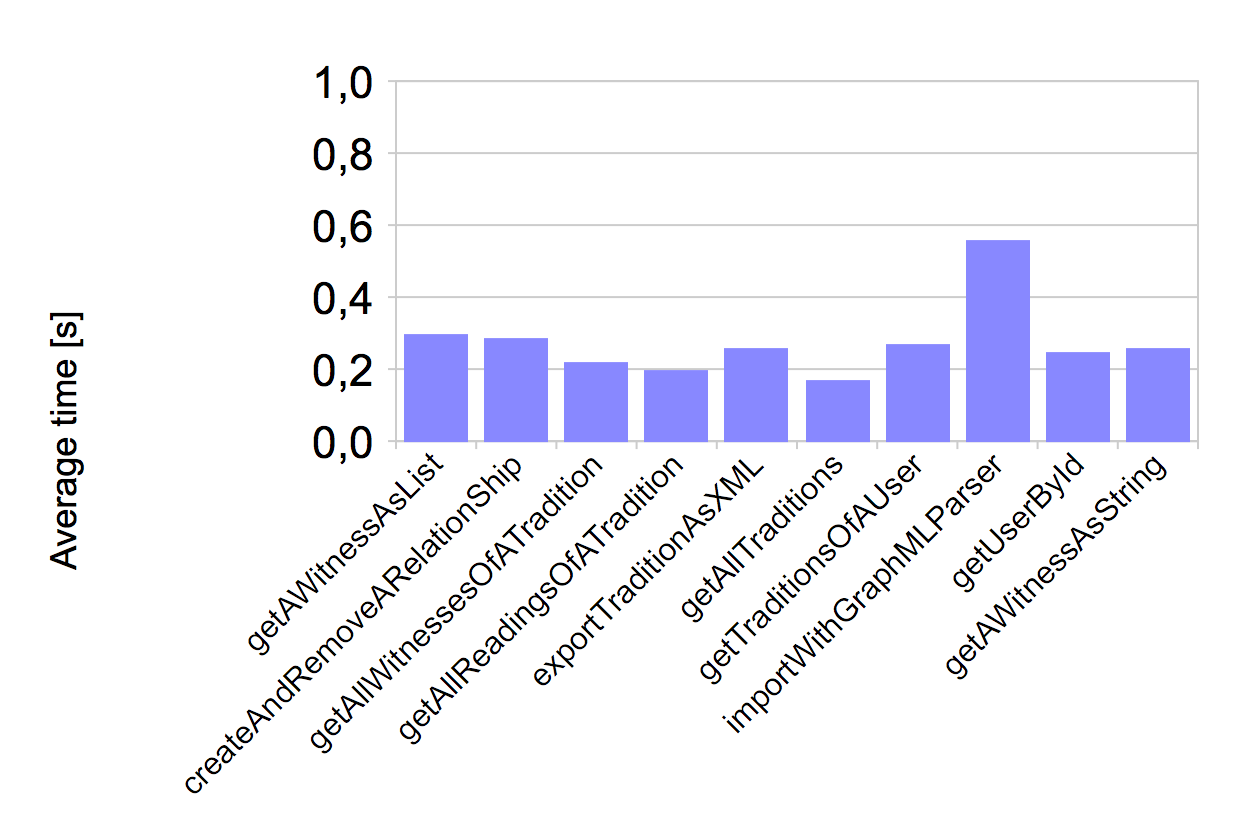 Average time [s]
1,0
0,8
0,6
0,4
0,2
0,0
getAWitnessAsList
createAndRemoveARelationShip
getAllWitnessesOfATradition
getAllReadingsOfATradition
exportTraditionAsXML
getAllTraditions
getTraditionsOfAUser
importWithGraphMLParser
getUserById
getAWitnessAsString